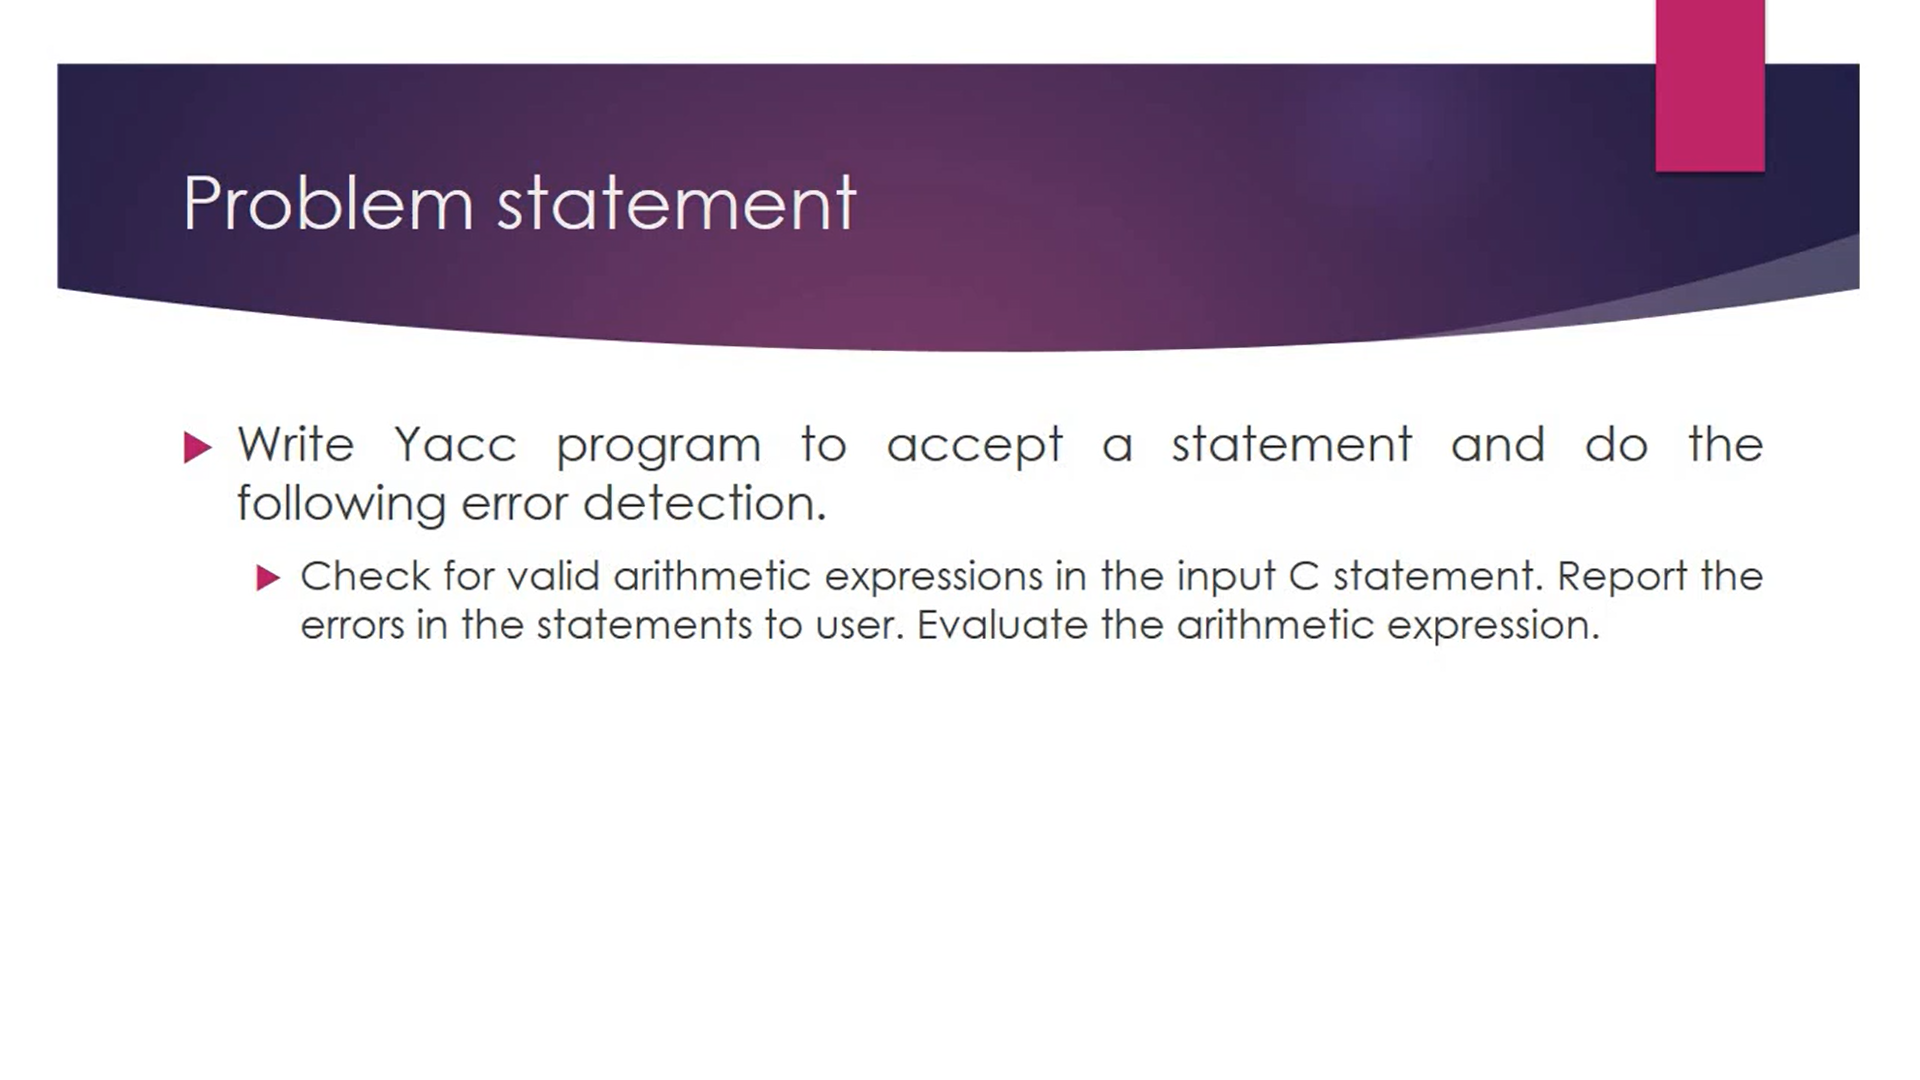 Problem statement
Write Yacc program to accept a statement and do the
following error detection.
Check for valid arithmetic expressions in the input C statement. Report the
errors in the statements to user. Evaluate the arithmetic expression.